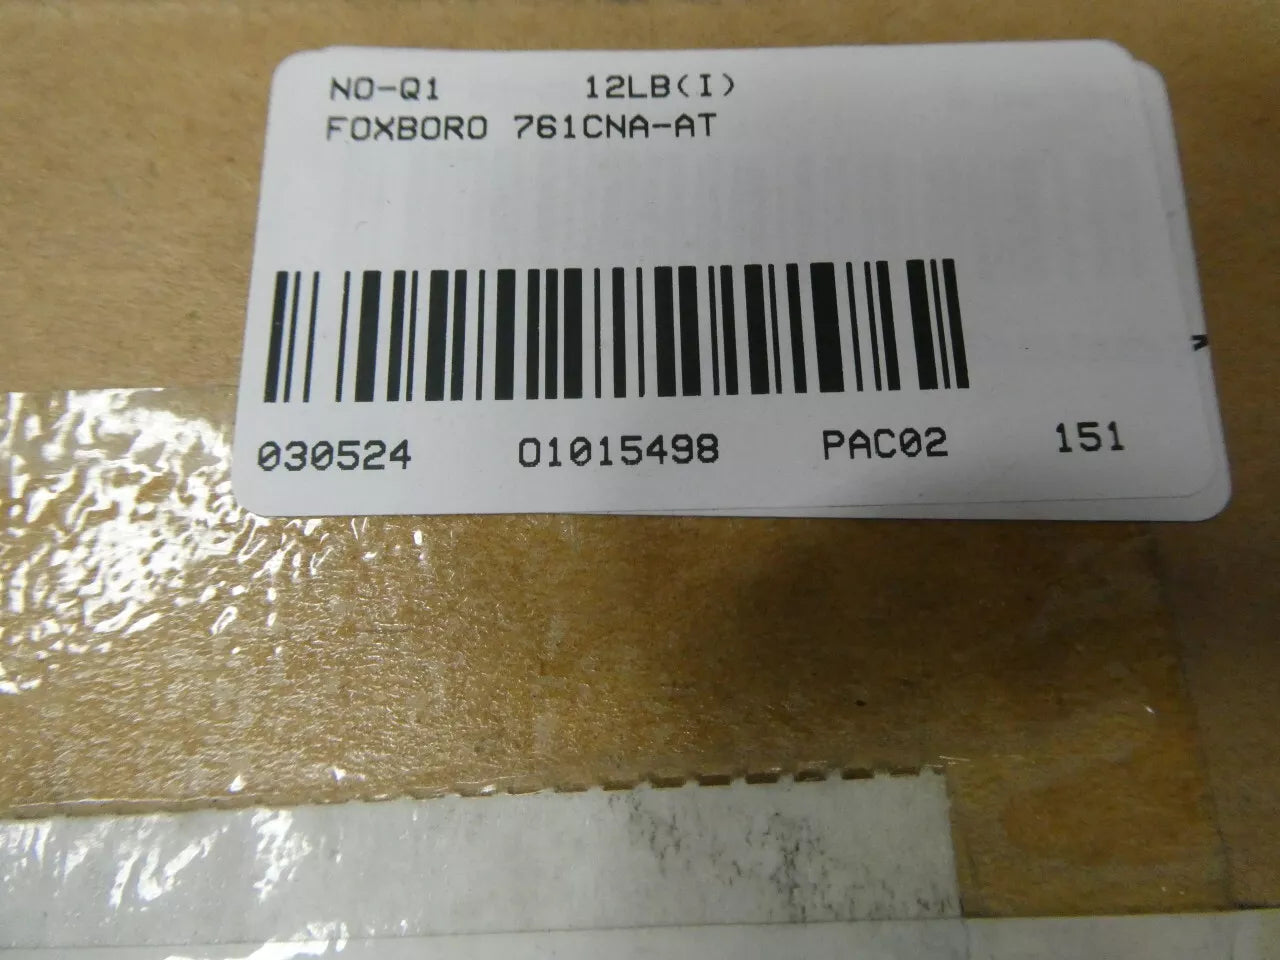 NO-Q1 12LB(I)
FOXBORO 761CNA-AT
030524 01015498 PAC02 151